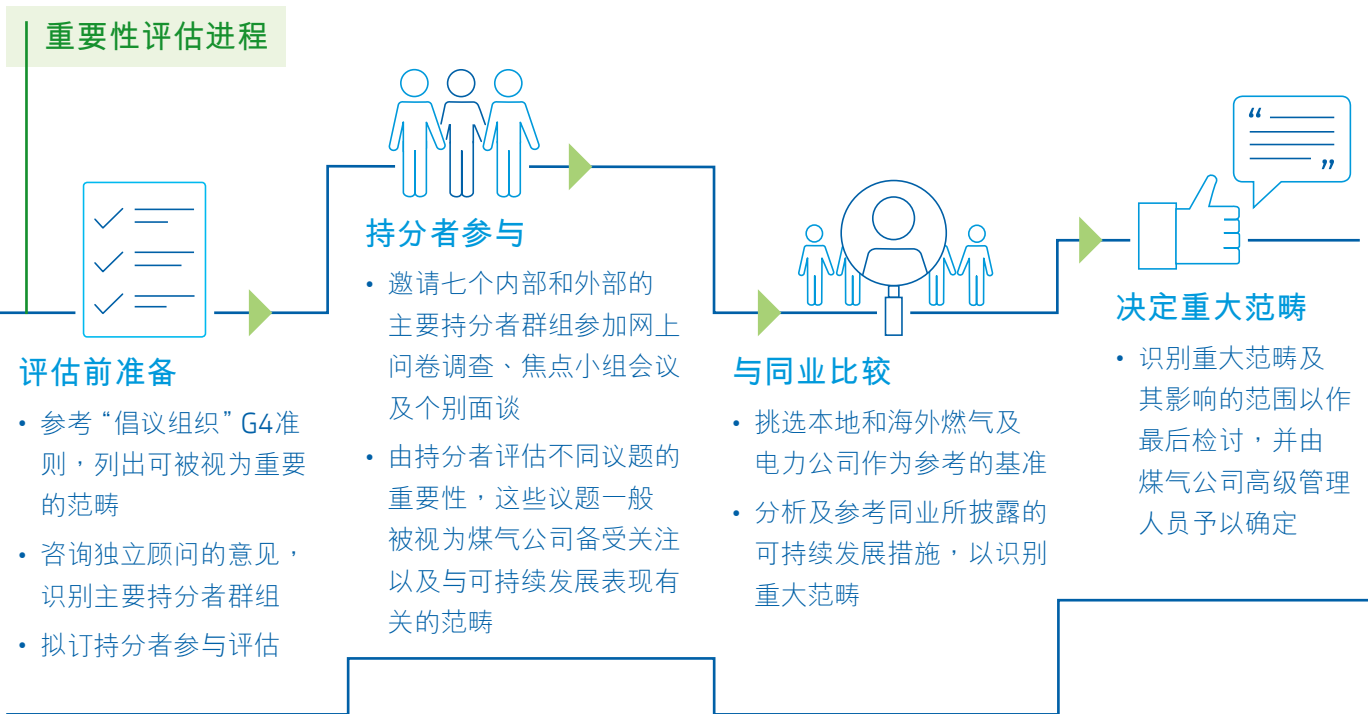 重要性评估进程
评估前准备
• 参考“倡议组织”G4准
则，列出可被视为重要
的范畴
• 咨询独立顾问的意见，
识别主要持分者群组
• 拟订持分者参与评估
持分者参与
• 邀请七个内部和外部的
主要持分者群组参加网上
问卷调查、焦点小组会议
及个别面谈
• 由持分者评估不同议题的
重要性，这些议题一般
被视为煤气公司备受关注
以及与可持续发展表现有
关的范畴
与同业比较
• 挑选本地和海外燃气及
电力公司作为参考的基准
• 分析及参考同业所披露的
可持续发展措施，以识别
重大范畴
决定重大范畴
• 识别重大范畴及
其影响的范围以作
最后检讨，并由
煤气公司高级管理
人员予以确定